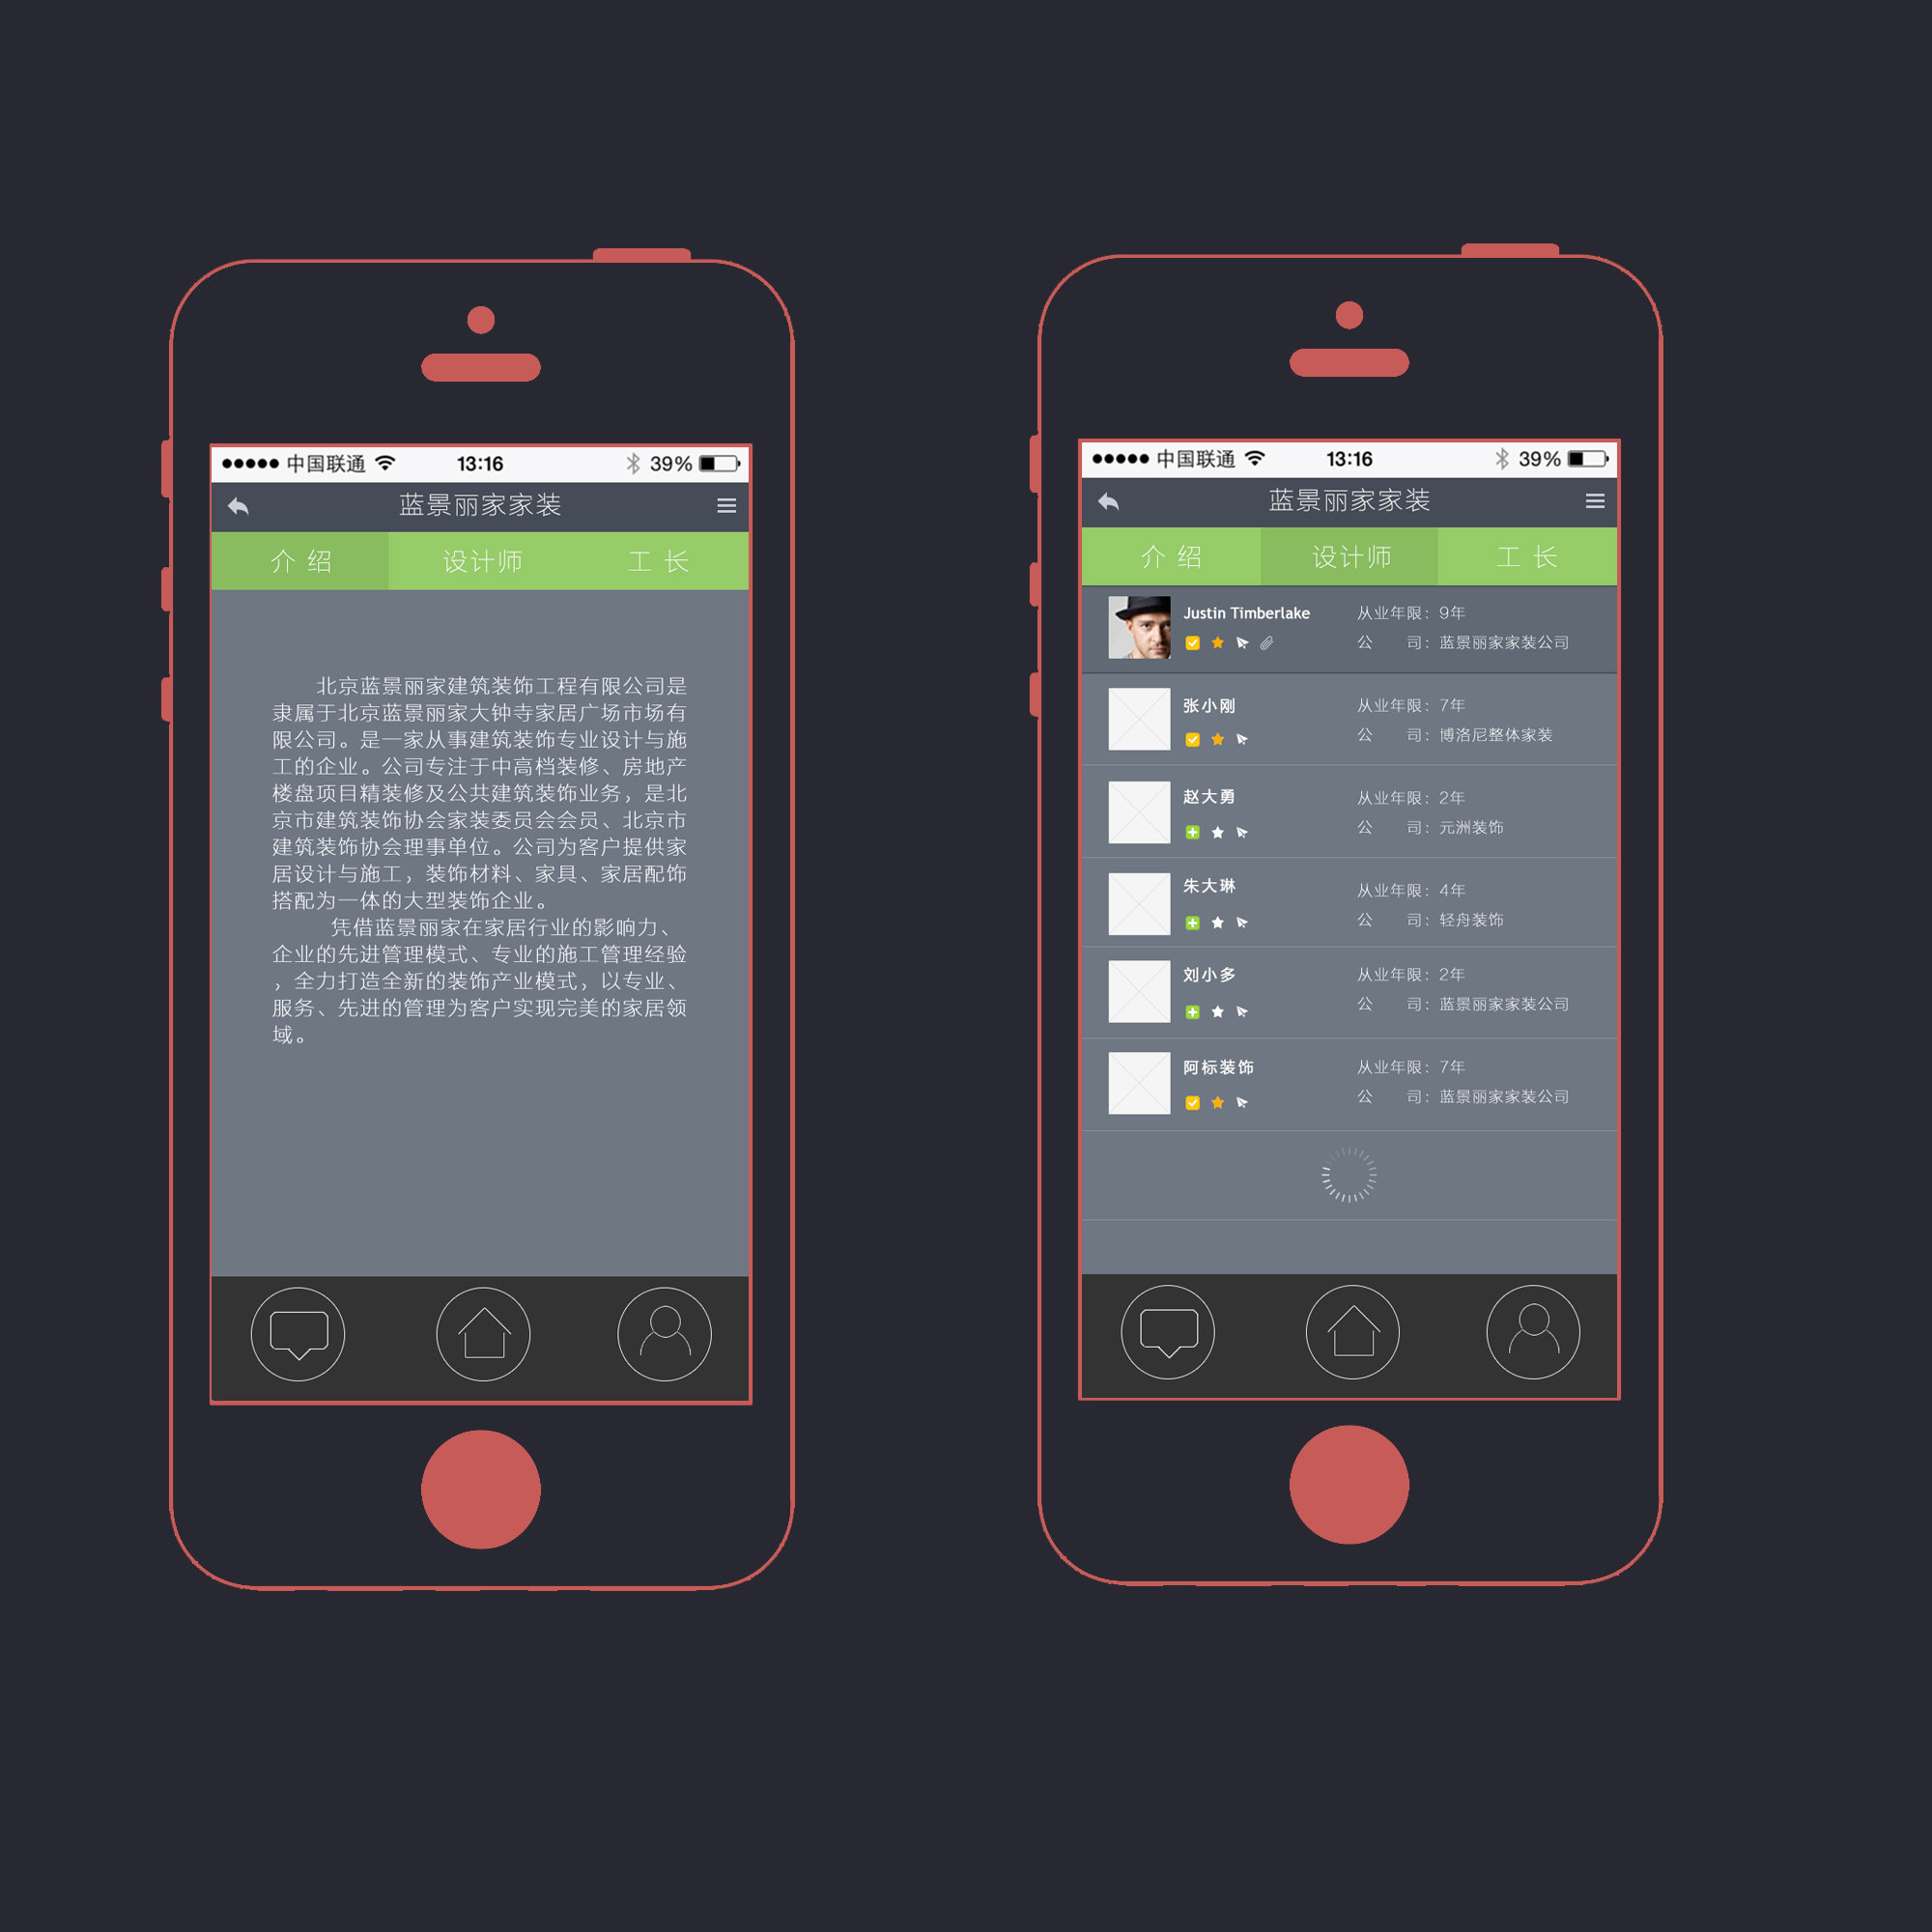 中国联通 13:16 39%
蓝景丽家家装
介 绍 设计师 工 长
北京蓝景丽家建筑装饰工程有限公司是
隶属于北京蓝景丽家大钟寺家居广场市场有
限公司。是一家从事建筑装饰专业设计与施
工的企业。公司专注于中高档装修、房地产
楼盘项目精装修及公共建筑装饰业务，是北
京市建筑装饰协会家装委员会会员、北京市
建筑装饰协会理事单位。公司为客户提供家
居设计与施工，装饰材料、家具、家居配饰
搭配为一体的大型装饰企业。
凭借蓝景丽家在家居行业的影响力、
企业的先进管理模式、专业的施工管理经验
，全力打造全新的装饰产业模式，以专业、
服务、先进的管理为客户实现完美的家居领
域。
中国联通 13:16 39%
蓝景丽家家装
介 绍 设计师 工 长
Justin Timberlake 从业年限：9年
公 司：蓝景丽家家装公司
张小刚 从业年限：7年
公 司：博洛尼整体家装
赵大勇 从业年限：2年
公 司：元洲装饰
朱大琳 从业年限：4年
公 司：轻舟装饰
刘小多 从业年限：2年
公 司：蓝景丽家家装公司
阿标装饰 从业年限：7年
公 司：蓝景丽家家装公司